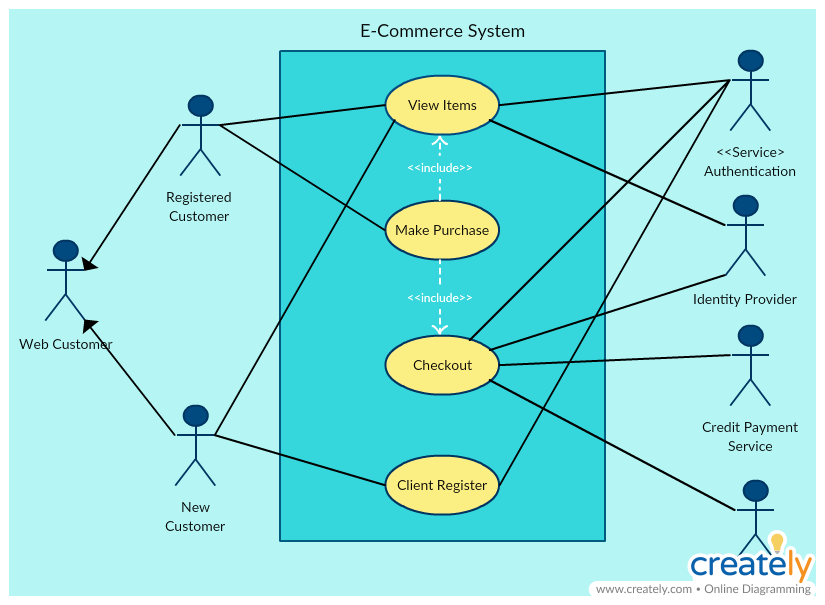 E-Commerce System
View Items
<<include>>
Make Purchase
<<include>>
Checkout
Client Register
Registered
Customer
Web Customer
New
Customer
<<Service>
Authentication
Identity Provider
Credit Payment
Service
creately
www.creately.com • Online Diagramming